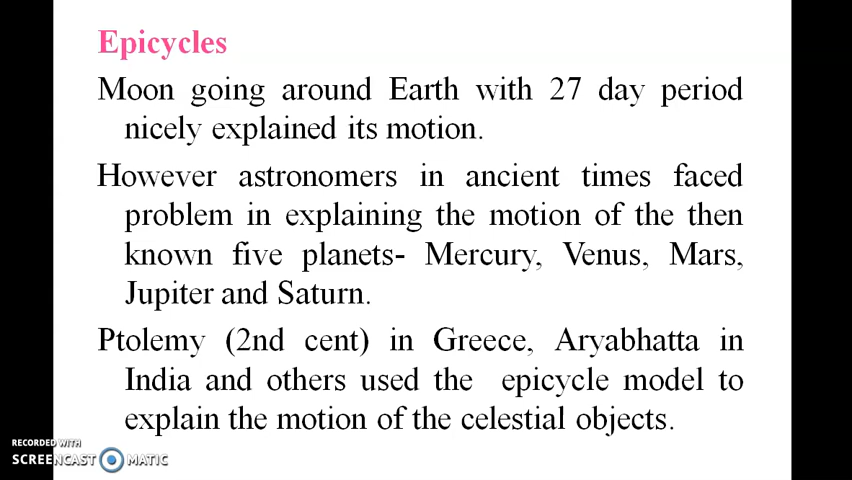 Epicycles
Moon going around Earth with 27 day period
nicely explained its motion.
However astronomers in ancient times faced
problem in explaining the motion of the then
known five planets- Mercury, Venus, Mars,
Jupiter and Saturn.
Ptolemy (2nd cent) in Greece, Aryabhatta in
India and others used the epicycle model to
explain the motion of the celestial objects.
RECORDED WITH
SCREENCAST MATIC